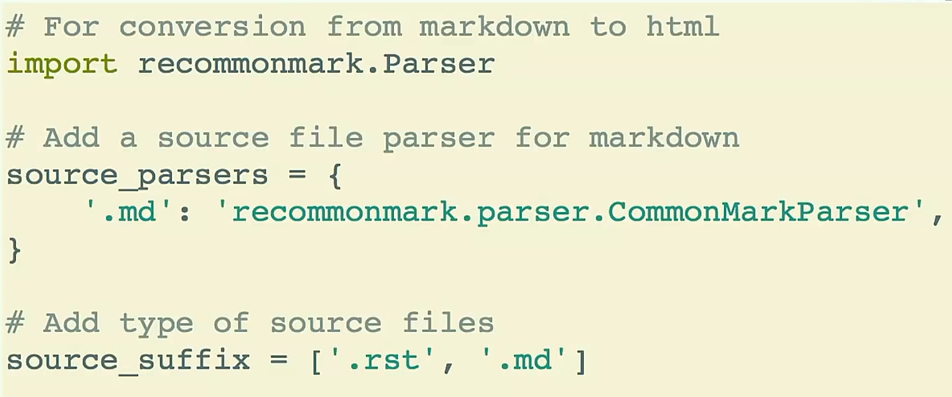 # For conversion from markdown to html
import recommonmark.Parser

# Add a source file parser for markdown
source_parsers = {
    '.md': 'recommonmark.parser.CommonMarkParser',
}

# Add type of source files
source_suffix = ['.rst', '.md']